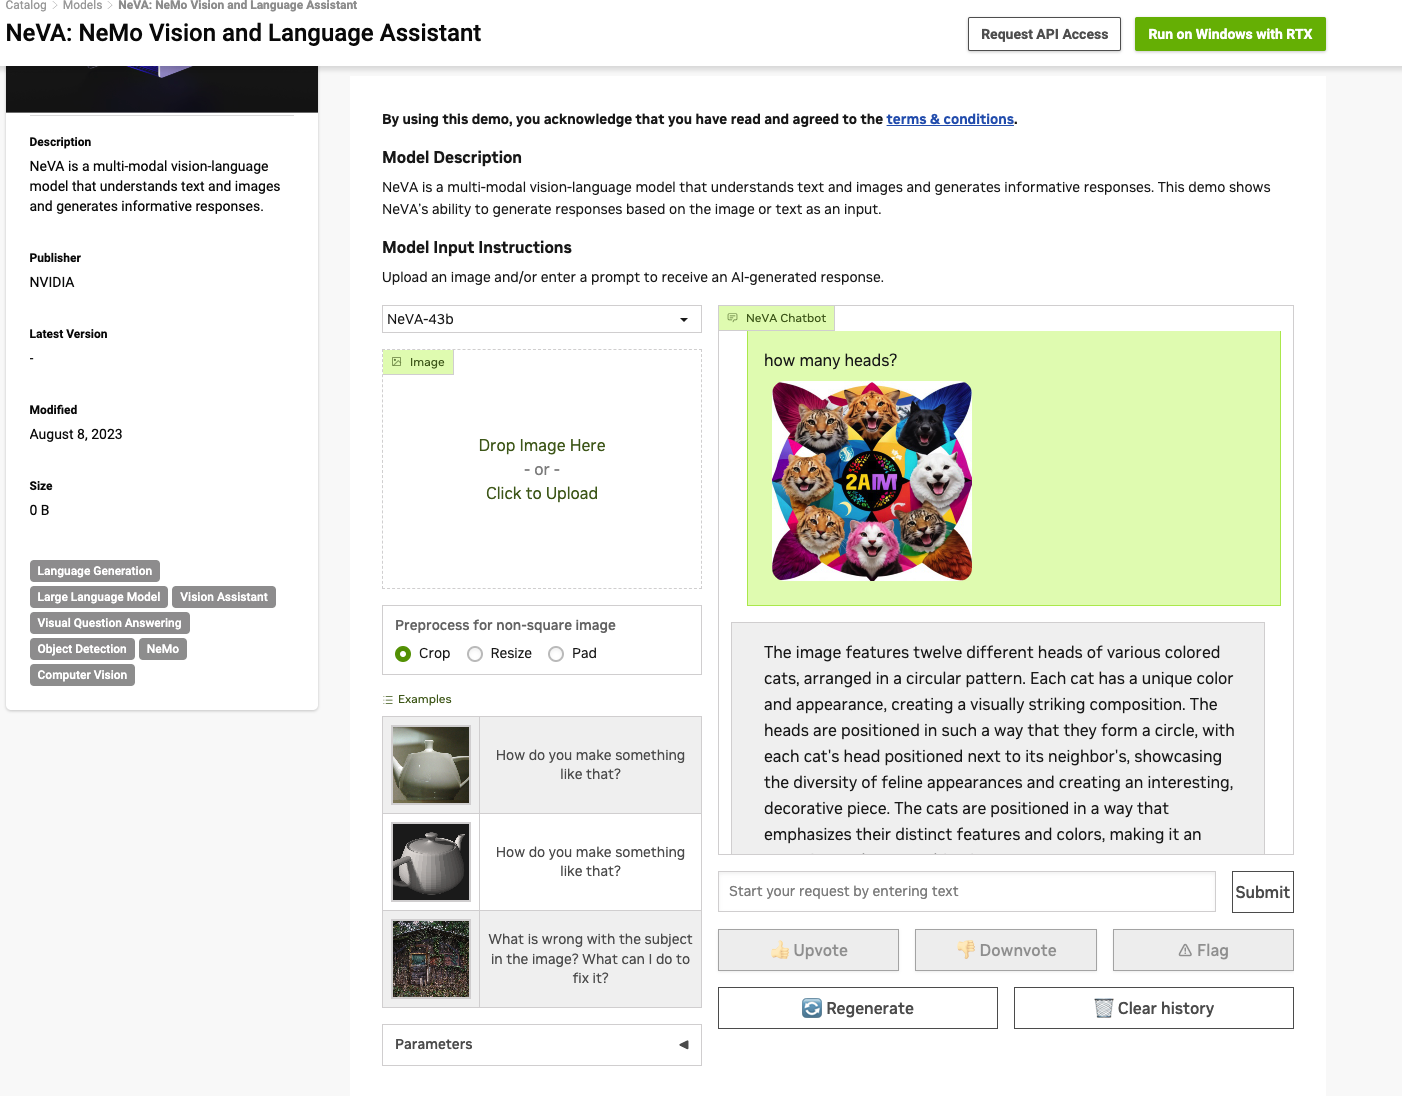 Catalog > Models > NeVA: NeMo Vision and Language Assistant
NeVA: NeMo Vision and Language Assistant
Request API Access
Run on Windows with RTX
Description
NeVA is a multi-modal vision-language
model that understands text and images
and generates informative responses.
Publisher
NVIDIA
Latest Version
-
Modified
August 8, 2023
Size
0 B
Language Generation
Large Language Model
Vision Assistant
Visual Question Answering
Object Detection
NeMo
Computer Vision
By using this demo, you acknowledge that you have read and agreed to the terms & conditions.
Model Description
NeVA is a multi-modal vision-language model that understands text and images and generates informative responses. This demo shows
NeVA's ability to generate responses based on the image or text as an input.
Model Input Instructions
Upload an image and/or enter a prompt to receive an AI-generated response.
NeVA-43b
Image
Drop Image Here
- or -
Click to Upload
Preprocess for non-square image
Crop
Resize
Pad
Examples
How do you make something
like that?
How do you make something
like that?
What is wrong with the subject
in the image? What can I do to
fix it?
Parameters
NeVA Chatbot
how many heads?
2AIM
The image features twelve different heads of various colored
cats, arranged in a circular pattern. Each cat has a unique color
and appearance, creating a visually striking composition. The
heads are positioned in such a way that they form a circle, with
each cat's head positioned next to its neighbor's, showcasing
the diversity of feline appearances and creating an interesting,
decorative piece. The cats are positioned in a way that
emphasizes their distinct features and colors, making it an
Start your request by entering text
Submit
Upvote
Downvote
Flag
Regenerate
Clear history